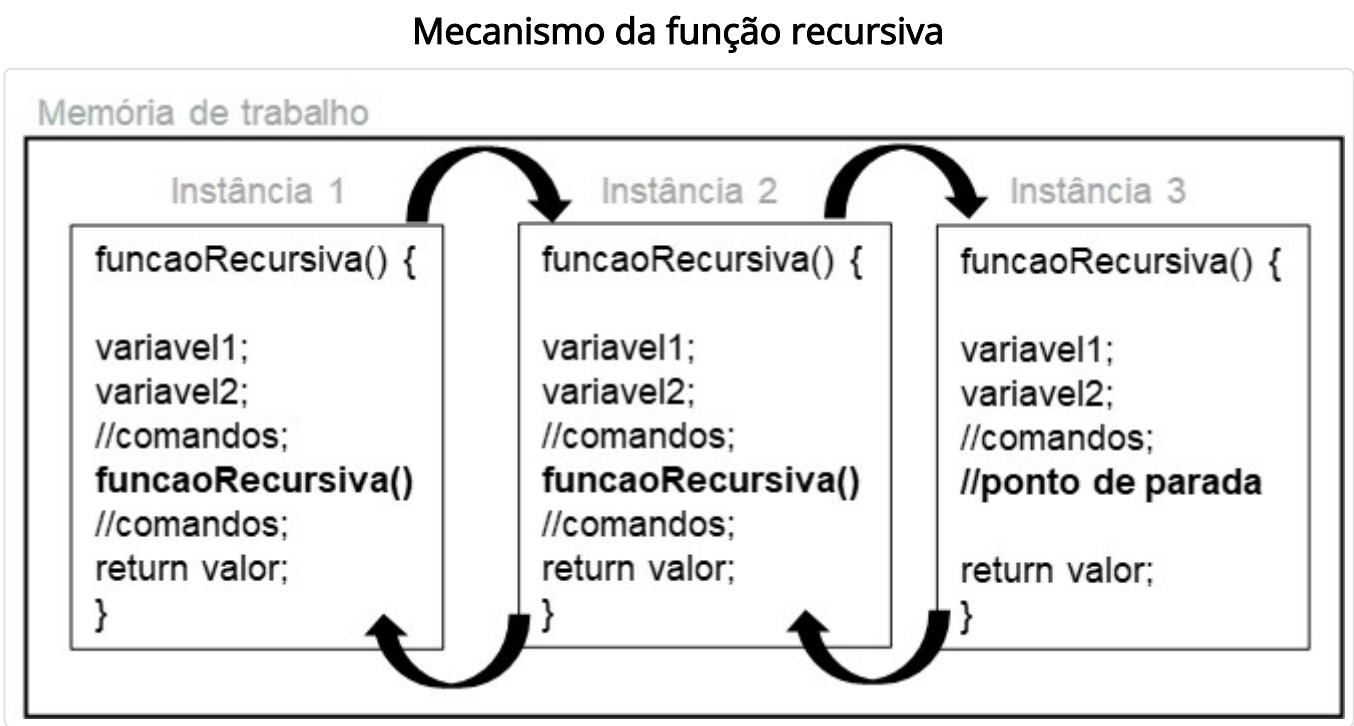 Mecanismo da função recursiva
Memória de trabalho
Instância 1
funcaoRecursiva() {
variavel1;
variavel2;
//comandos;
funcaoRecursiva()
//comandos;
return valor;
}
Instância 2
funcaoRecursiva() {
variavel1;
variavel2;
//comandos;
funcaoRecursiva()
//comandos;
return valor;
}
Instância 3
funcaoRecursiva() {
variavel1;
variavel2;
//comandos;
//ponto de parada
return valor;
}